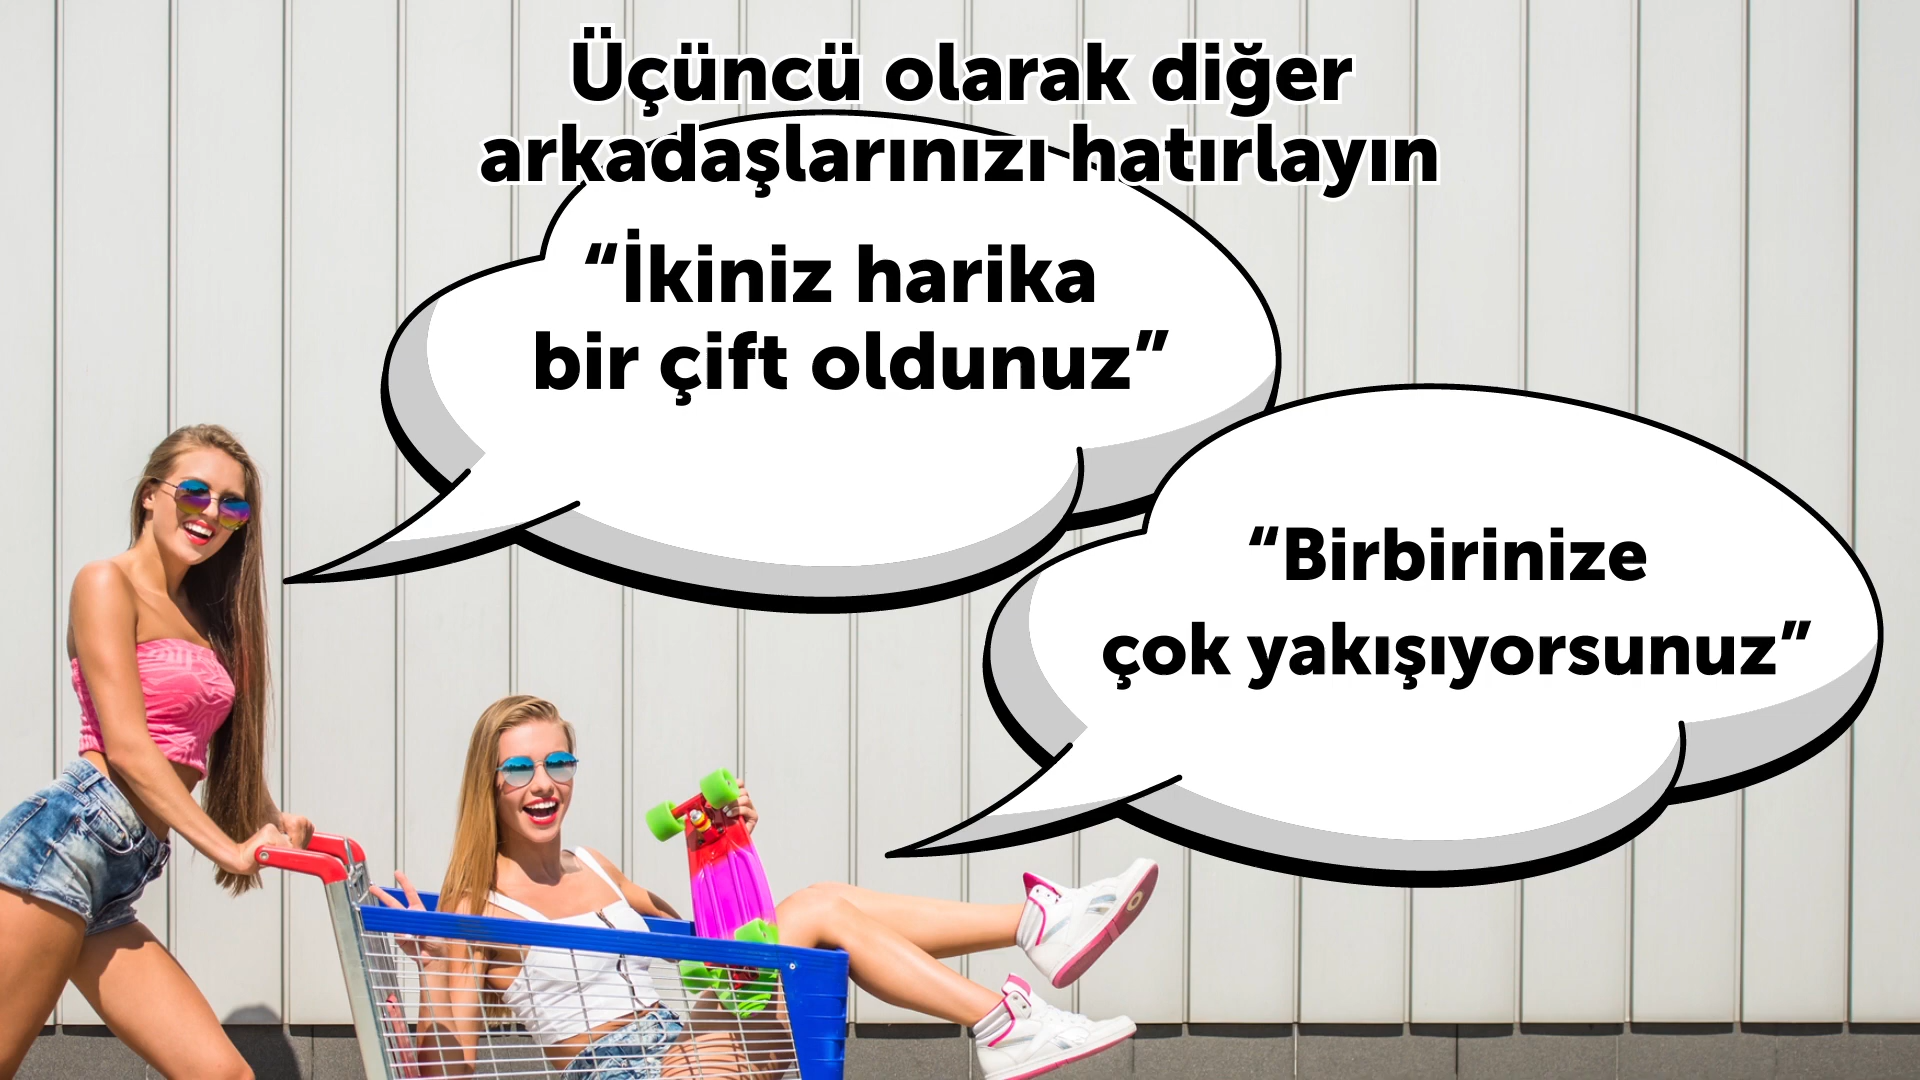 Üçüncü olarak diğer
arkadaşlarınızı hatırlayın
“İkiniz harika
bir çift oldunuz”
“Birbirinize
çok yakışıyorsunuz”